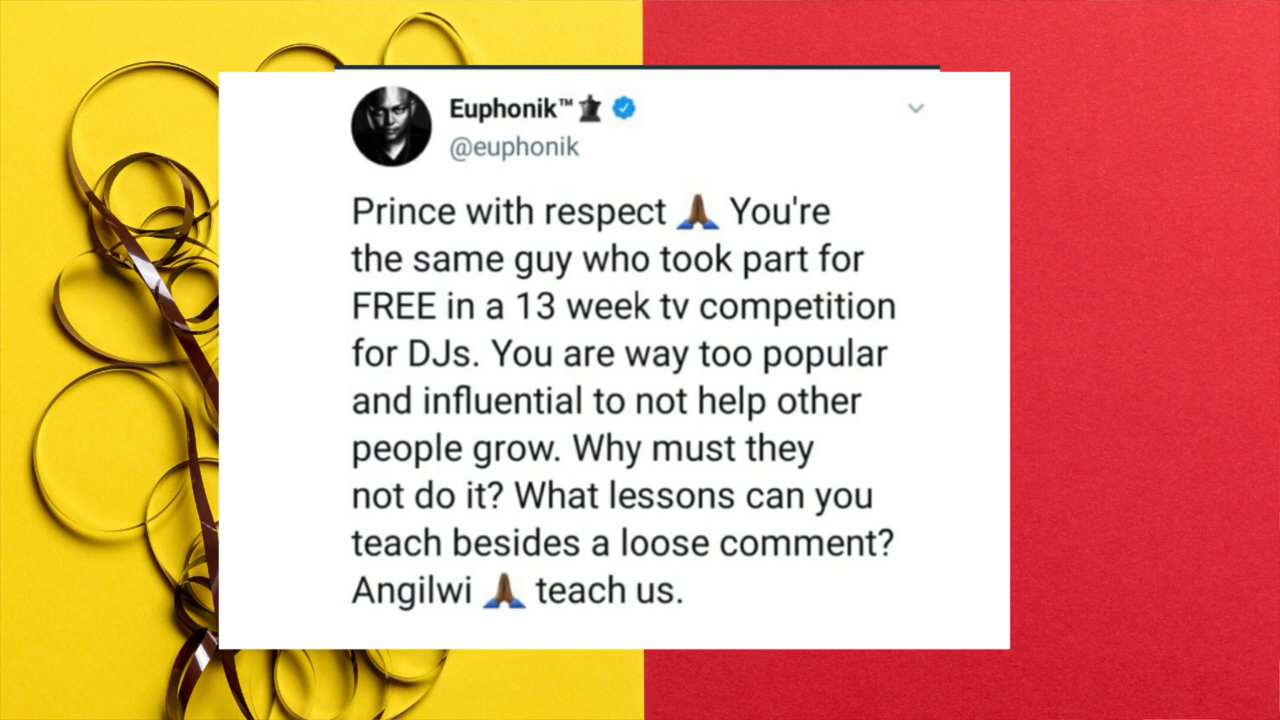 Euphonik™
@euphonik
Prince with respect 🙏🏾 You're
the same guy who took part for
FREE in a 13 week tv competition
for DJs. You are way too popular
and influential to not help other
people grow. Why must they
not do it? What lessons can you
teach besides a loose comment?
Angilwi 🙏🏾 teach us.